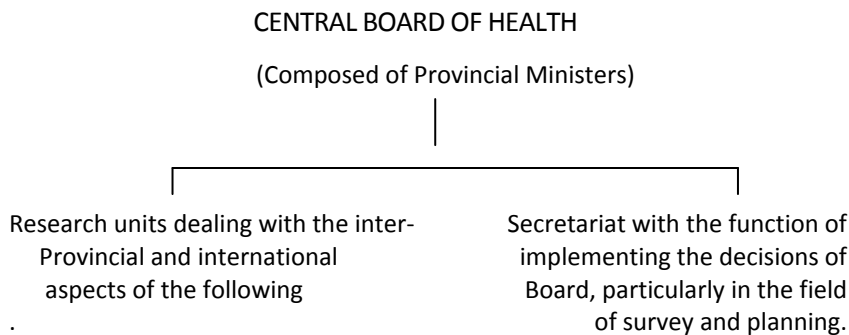 CENTRAL BOARD OF HEALTH
(Composed of Provincial Ministers)
Research units dealing with the inter-
Provincial and international
aspects of the following
.
Secretariat with the function of
implementing the decisions of
Board, particularly in the field
of survey and planning.